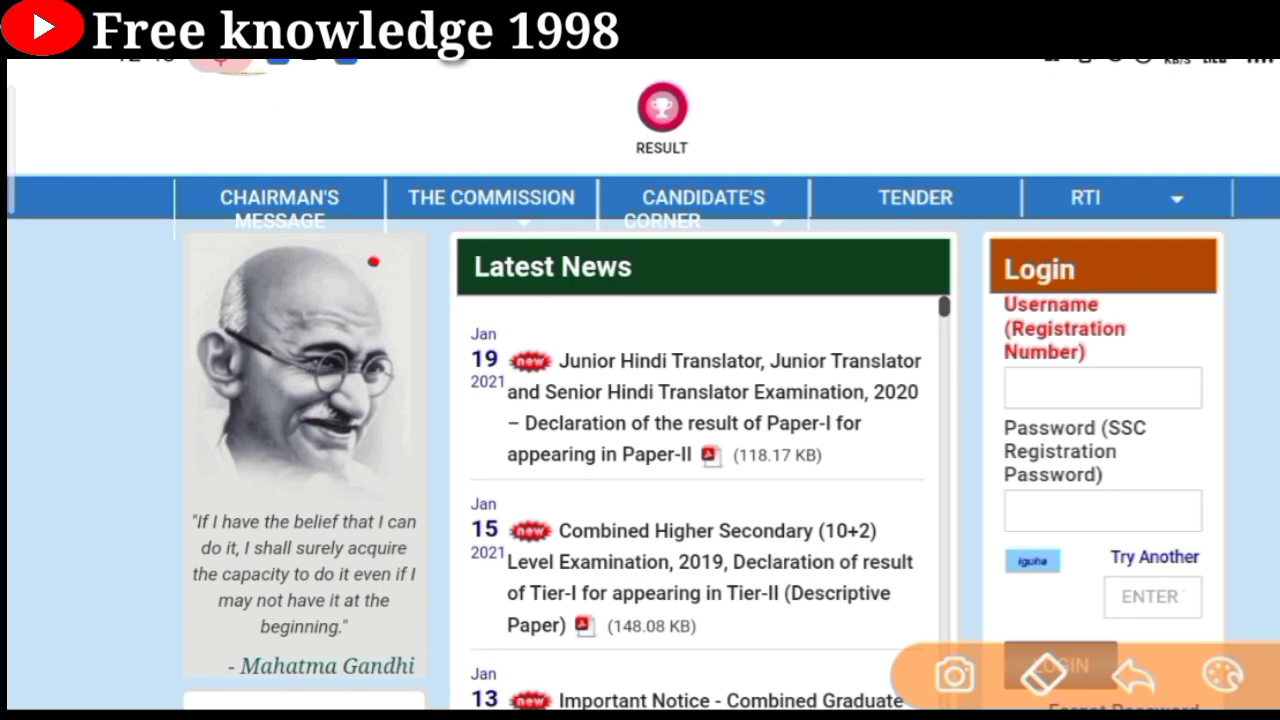 Free knowledge 1998
KB/S
RESULT
CHAIRMAN'S
MESSAGE
THE COMMISSION
CANDIDATE'S
CORNER
TENDER
RTI
"If I have the belief that I can
do it, I shall surely acquire
the capacity to do it even if I
may not have it at the
beginning."
- Mahatma Gandhi
Latest News
Jan
19
2021
new Junior Hindi Translator, Junior Translator
and Senior Hindi Translator Examination, 2020
– Declaration of the result of Paper-I for
appearing in Paper-II (118.17 KB)
Jan
15
2021
new Combined Higher Secondary (10+2)
Level Examination, 2019, Declaration of result
of Tier-I for appearing in Tier-II (Descriptive
Paper) (148.08 KB)
Jan
13
new Important Notice - Combined Graduate
Login
Username
(Registration
Number)
Password (SSC
Registration
Password)
iguha
Try Another
ENTER
LOGIN
Forgot Password